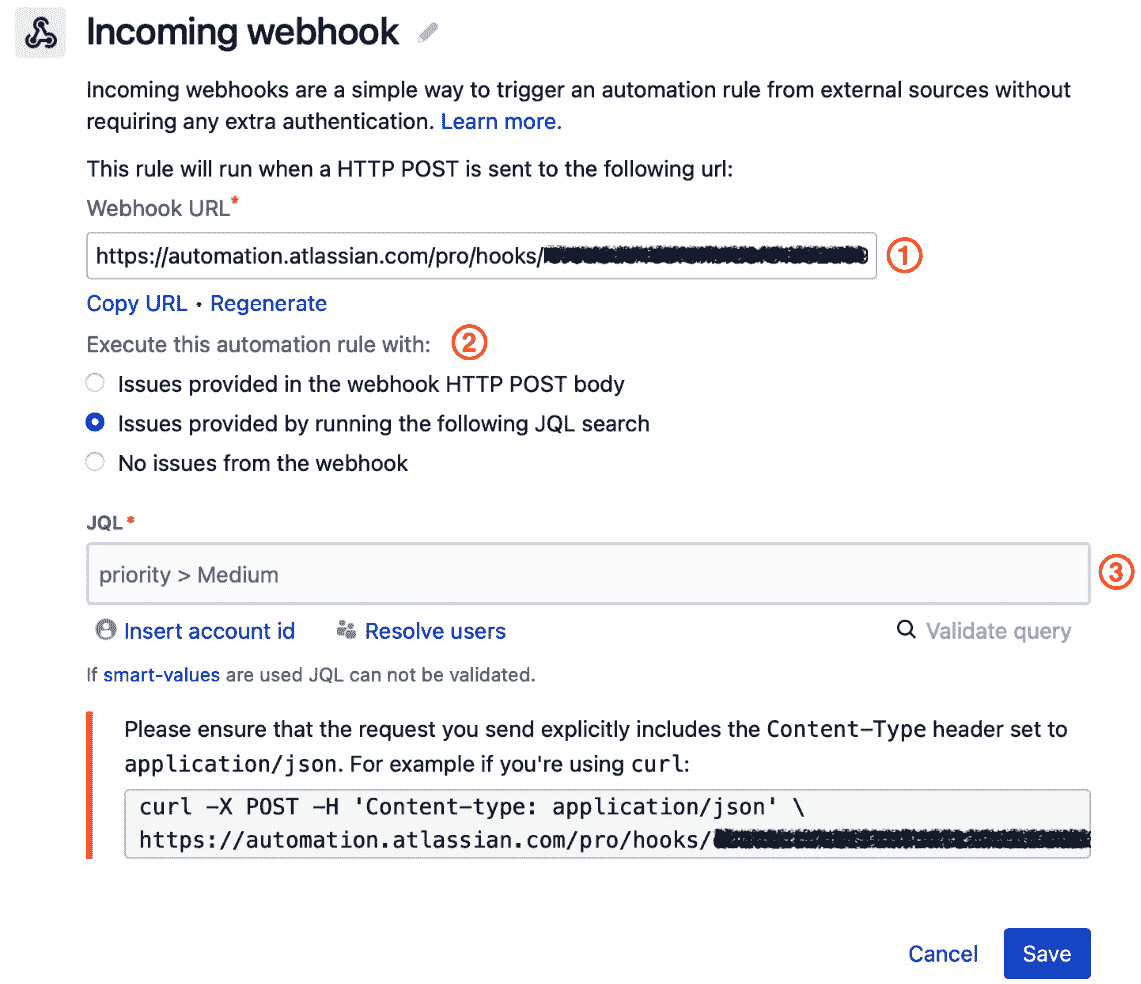 Incoming webhook
Incoming webhooks are a simple way to trigger an automation rule from external sources without
requiring any extra authentication. Learn more.
This rule will run when a HTTP POST is sent to the following url:
Webhook URL*
https://automation.atlassian.com/pro/hooks/
1
Copy URL • Regenerate
Execute this automation rule with: 2
Issues provided in the webhook HTTP POST body
Issues provided by running the following JQL search
No issues from the webhook
JQL*
priority > Medium
3
Insert account id Resolve users Validate query
If smart-values are used JQL can not be validated.
Please ensure that the request you send explicitly includes the Content-Type header set to
application/json. For example if you're using curl:
curl -X POST -H 'Content-type: application/json' \
https://automation.atlassian.com/pro/hooks/
Cancel Save